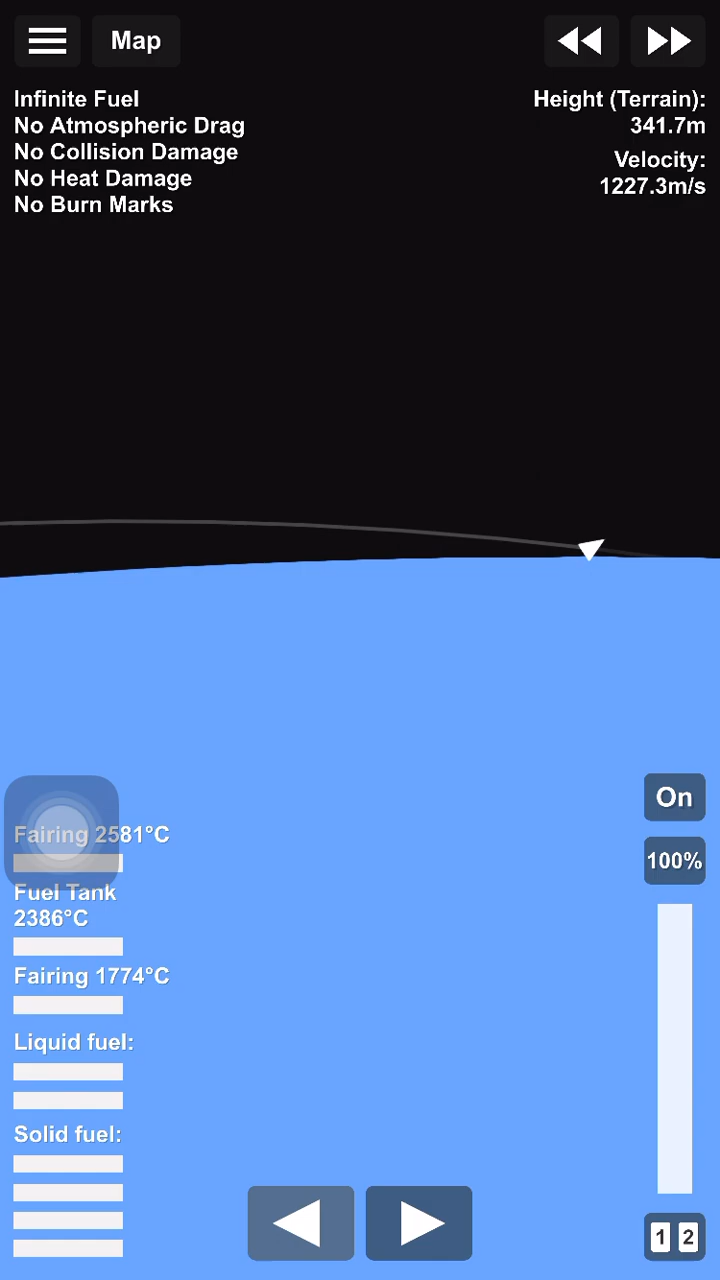 Map
Infinite Fuel
No Atmospheric Drag
No Collision Damage
No Heat Damage
No Burn Marks
Height (Terrain):
341.7m
Velocity:
1227.3m/s
Fairing 2581°C
Fuel Tank
2386°C
Fairing 1774°C
Liquid fuel:
Solid fuel:
On
100%
1 2